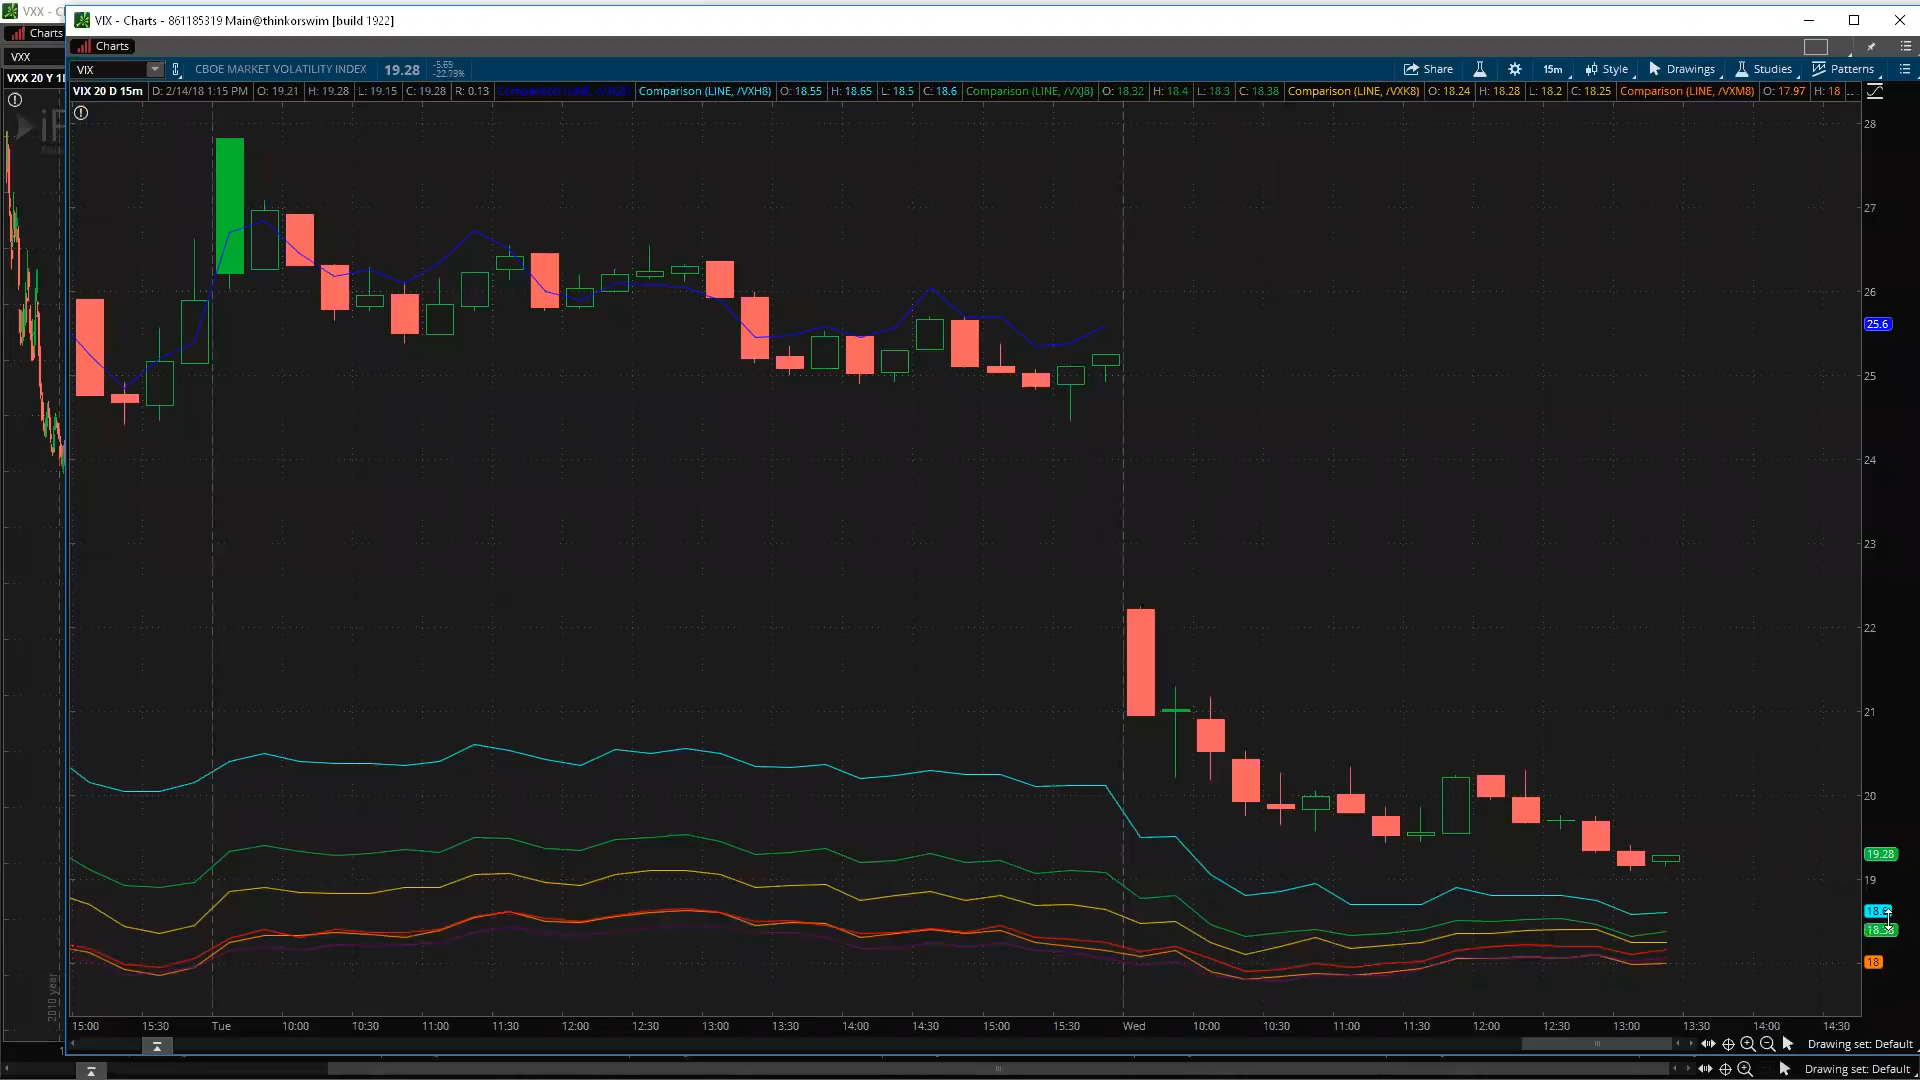 VXX - C
VIX - Charts - 861185319 Main@thinkorswim [build 1922]
Charts
Charts
VXX
VIX
CBOE MARKET VOLATILITY INDEX
19.28
-5.69
-22.79%
Share
15m
Style
Drawings
Studies
Patterns
VXX 20 Y 1
VIX 20 D 15m
D: 2/14/18 1:15 PM
O: 19.21
H: 19.28
L: 19.15
C: 19.28
R: 0.13
Comparison (LINE, /VXH8)
O: 18.55
H: 18.65
L: 18.5
C: 18.6
Comparison (LINE, /VXJ8)
O: 18.32
H: 18.4
L: 18.3
C: 18.38
Comparison (LINE, /VXK8)
O: 18.24
H: 18.28
L: 18.2
C: 18.25
Comparison (LINE, /VXM8)
O: 17.97
H: 18
...
28
27
26
25.6
25
24
23
22
21
20
19.28
19
18
2010 year
15:00
15:30
Tue
10:00
10:30
11:00
11:30
12:00
12:30
13:00
13:30
14:00
14:30
15:00
15:30
Wed
10:00
10:30
11:00
11:30
12:00
12:30
13:00
13:30
14:00
14:30
Drawing set: Default
Drawing set: Default